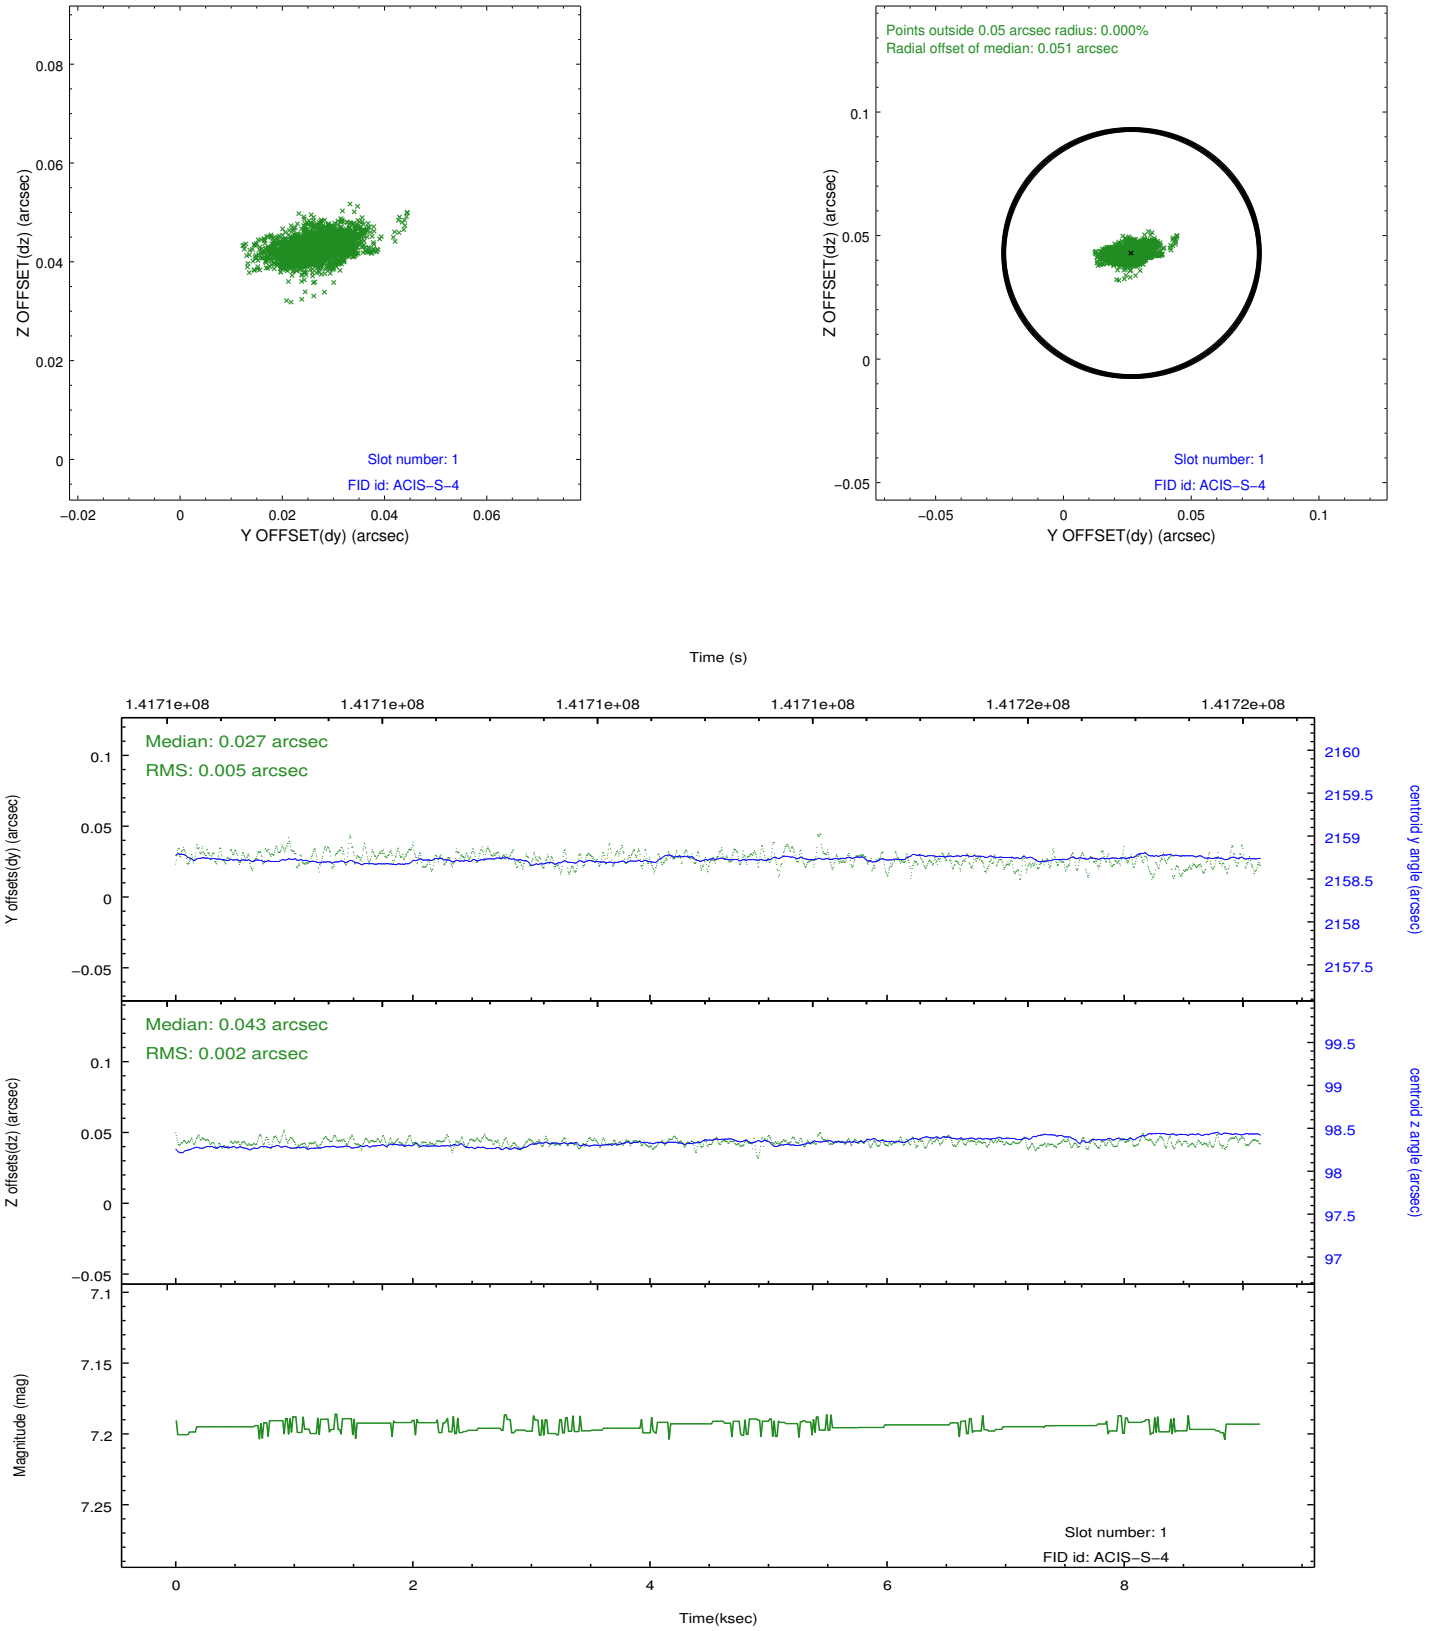 0.08
0.06
0.04
0.02
0
Z OFFSET(dz) (arcsec)
Slot number: 1
FID id: ACIS−S−4
−0.02 0 0.02 0.04 0.06
Y OFFSET(dy) (arcsec)
Points outside 0.05 arcsec radius: 0.000%
Radial offset of median: 0.051 arcsec
0.1
0.05
0
−0.05
Z OFFSET(dz) (arcsec)
Slot number: 1
FID id: ACIS−S−4
−0.05 0 0.05 0.1
Y OFFSET(dy) (arcsec)
Time (s)
1.4171e+08 1.4171e+08 1.4171e+08 1.4171e+08 1.4172e+08 1.4172e+08
Median: 0.027 arcsec
RMS: 0.005 arcsec
0.1
0.05
0
−0.05
Y offsets(dy) (arcsec)
2160
2159.5
2159
2158.5
2158
2157.5
centroid y angle (arcsec)
Median: 0.043 arcsec
RMS: 0.002 arcsec
0.1
0.05
0
−0.05
Z offsets(dz) (arcsec)
99.5
99
98.5
98
97.5
97
centroid z angle (arcsec)
7.1
7.15
7.2
7.25
Magnitude (mag)
Slot number: 1
FID id: ACIS−S−4
0 2 4 6 8
Time(ksec)